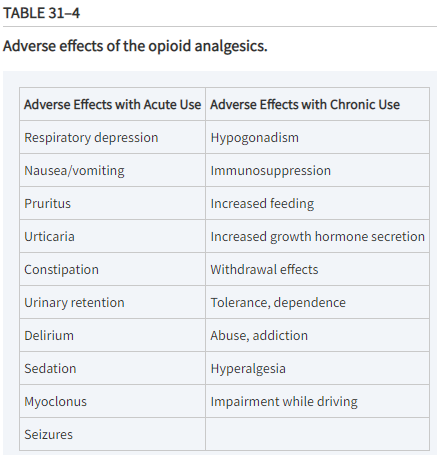 TABLE 31–4
Adverse effects of the opioid analgesics.
Adverse Effects with Acute Use Adverse Effects with Chronic Use
Respiratory depression Hypogonadism
Nausea/vomiting Immunosuppression
Pruritus Increased feeding
Urticaria Increased growth hormone secretion
Constipation Withdrawal effects
Urinary retention Tolerance, dependence
Delirium Abuse, addiction
Sedation Hyperalgesia
Myoclonus Impairment while driving
Seizures